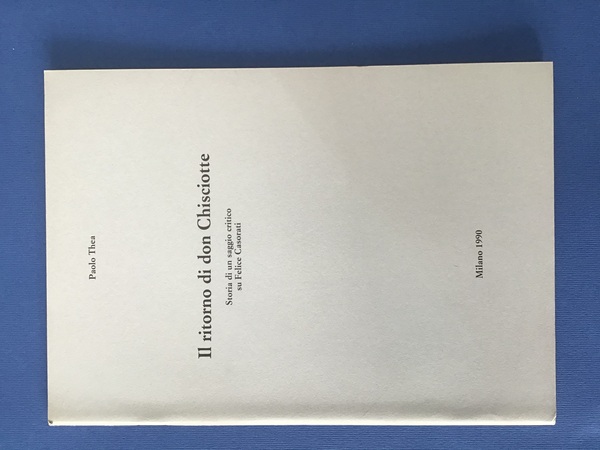 Paolo Thea
Il ritorno di don Chisciotte
Storia di un saggio critico
su Felice Casorati
Milano 1990